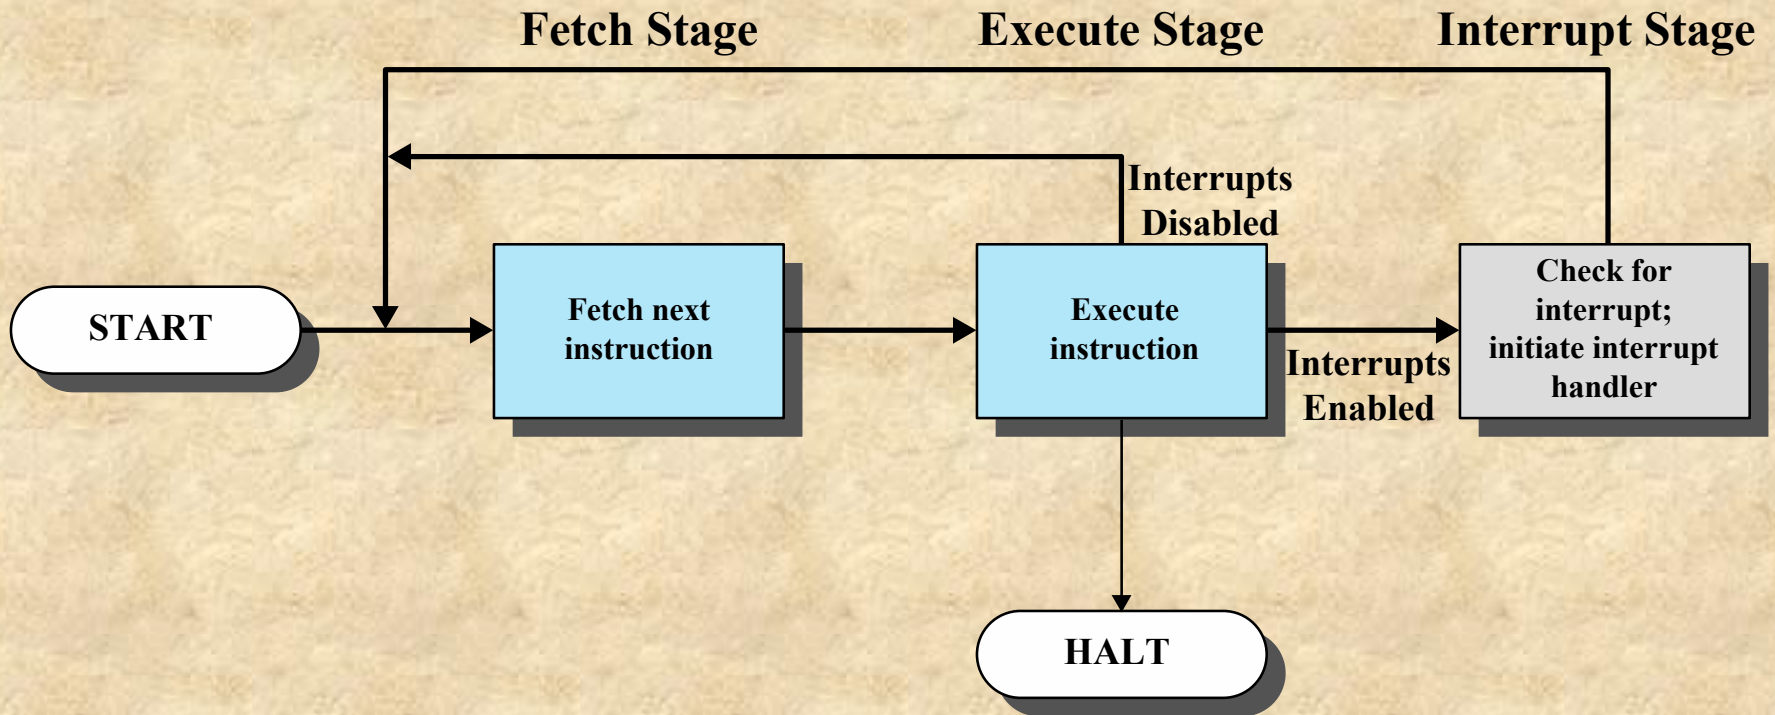 Fetch Stage
Execute Stage
Interrupt Stage
Interrupts
Disabled
START
Fetch next
instruction
Execute
instruction
Interrupts
Enabled
Check for
interrupt;
initiate interrupt
handler
HALT